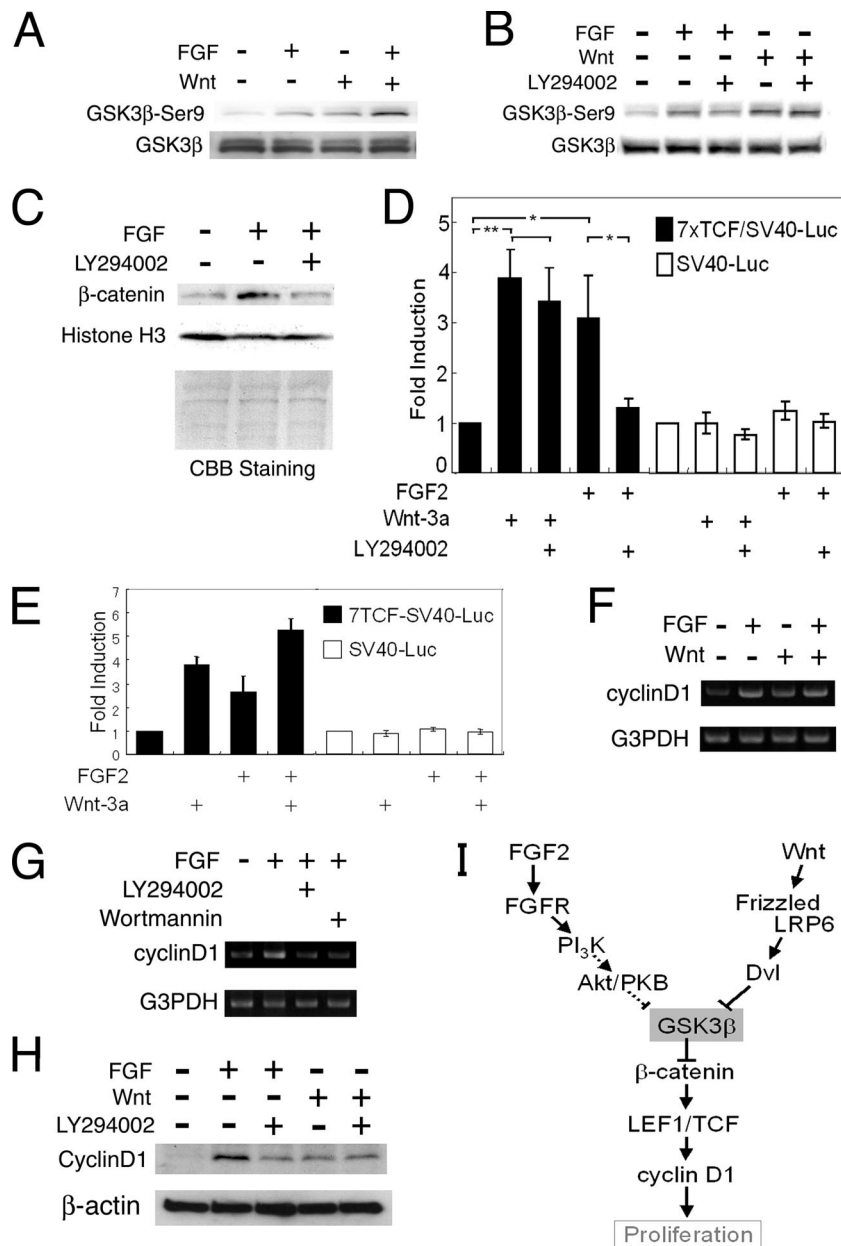 A
FGF - + - +
Wnt - - + +
GSK3β-Ser9
GSK3β
B
FGF - + + - -
Wnt - - - + +
LY294002 - - + - +
GSK3β-Ser9
GSK3β
C
FGF - + +
LY294002 - - +
β-catenin
Histone H3
CBB Staining
D
Fold Induction
5
4
3
2
1
0
* ** *
7xTCF/SV40-Luc
SV40-Luc
FGF2 + + + +
Wnt-3a + + + +
LY294002 + + + +
E
Fold Induction
7
6
5
4
3
2
1
0
7TCF-SV40-Luc
SV40-Luc
FGF2 + + + +
Wnt-3a + + + +
F
FGF - + - +
Wnt - - + +
cyclinD1
G3PDH
G
FGF - + + +
LY294002 +
Wortmannin +
cyclinD1
G3PDH
H
FGF - + + - -
Wnt - - - + +
LY294002 - - + - +
CyclinD1
β-actin
I
FGF2
FGFR
PI3K
Akt/PKB
Wnt
Frizzled
LRP6
Dvl
GSK3β
β-catenin
LEF1/TCF
cyclin D1
Proliferation